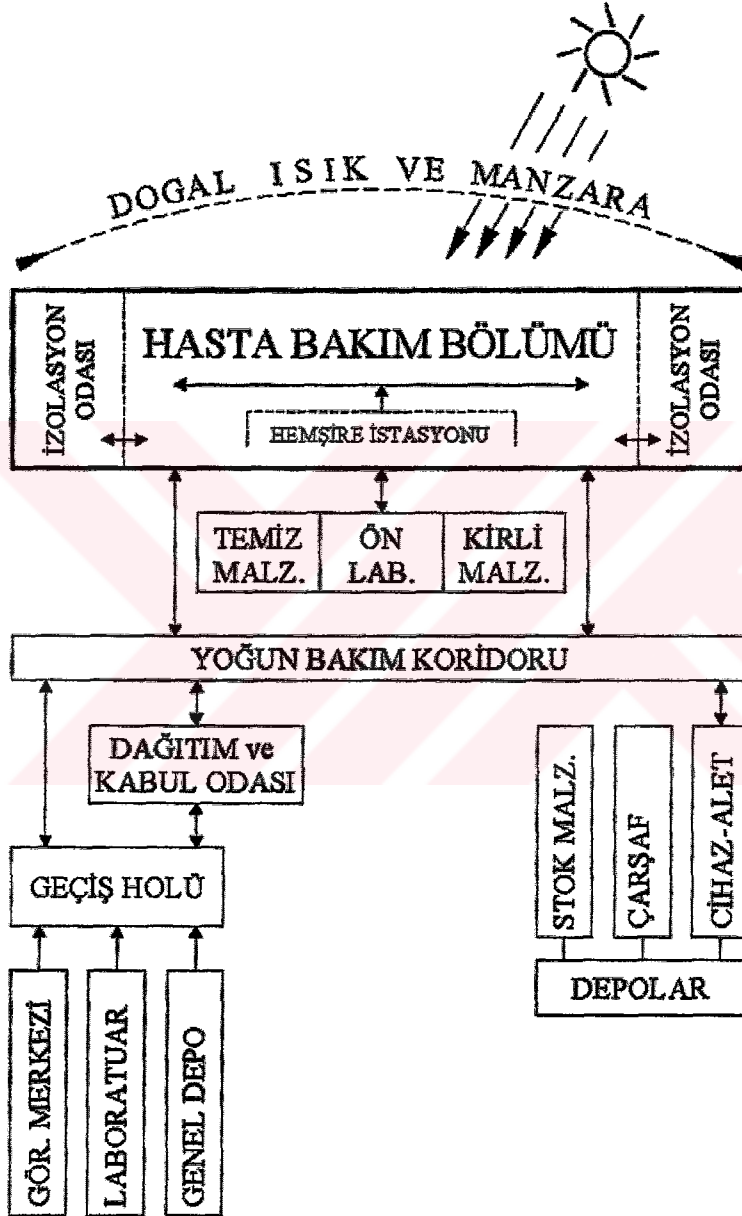 DOGAL ISIK VE MANZARA
İZOLASYON
ODASI
HASTA BAKIM BÖLÜMÜ
HEMŞİRE İSTASYONU
İZOLASYON
ODASI
TEMİZ
MALZ.
ÖN
LAB.
KİRLİ
MALZ.
YOĞUN BAKIM KORİDORU
DAĞITIM ve
KABUL ODASI
GEÇİŞ HOLÜ
GÖR. MERKEZİ
LABORATUAR
GENEL DEPO
STOK MALZ.
ÇARŞAF
CİHAZ-ALET
DEPOLAR